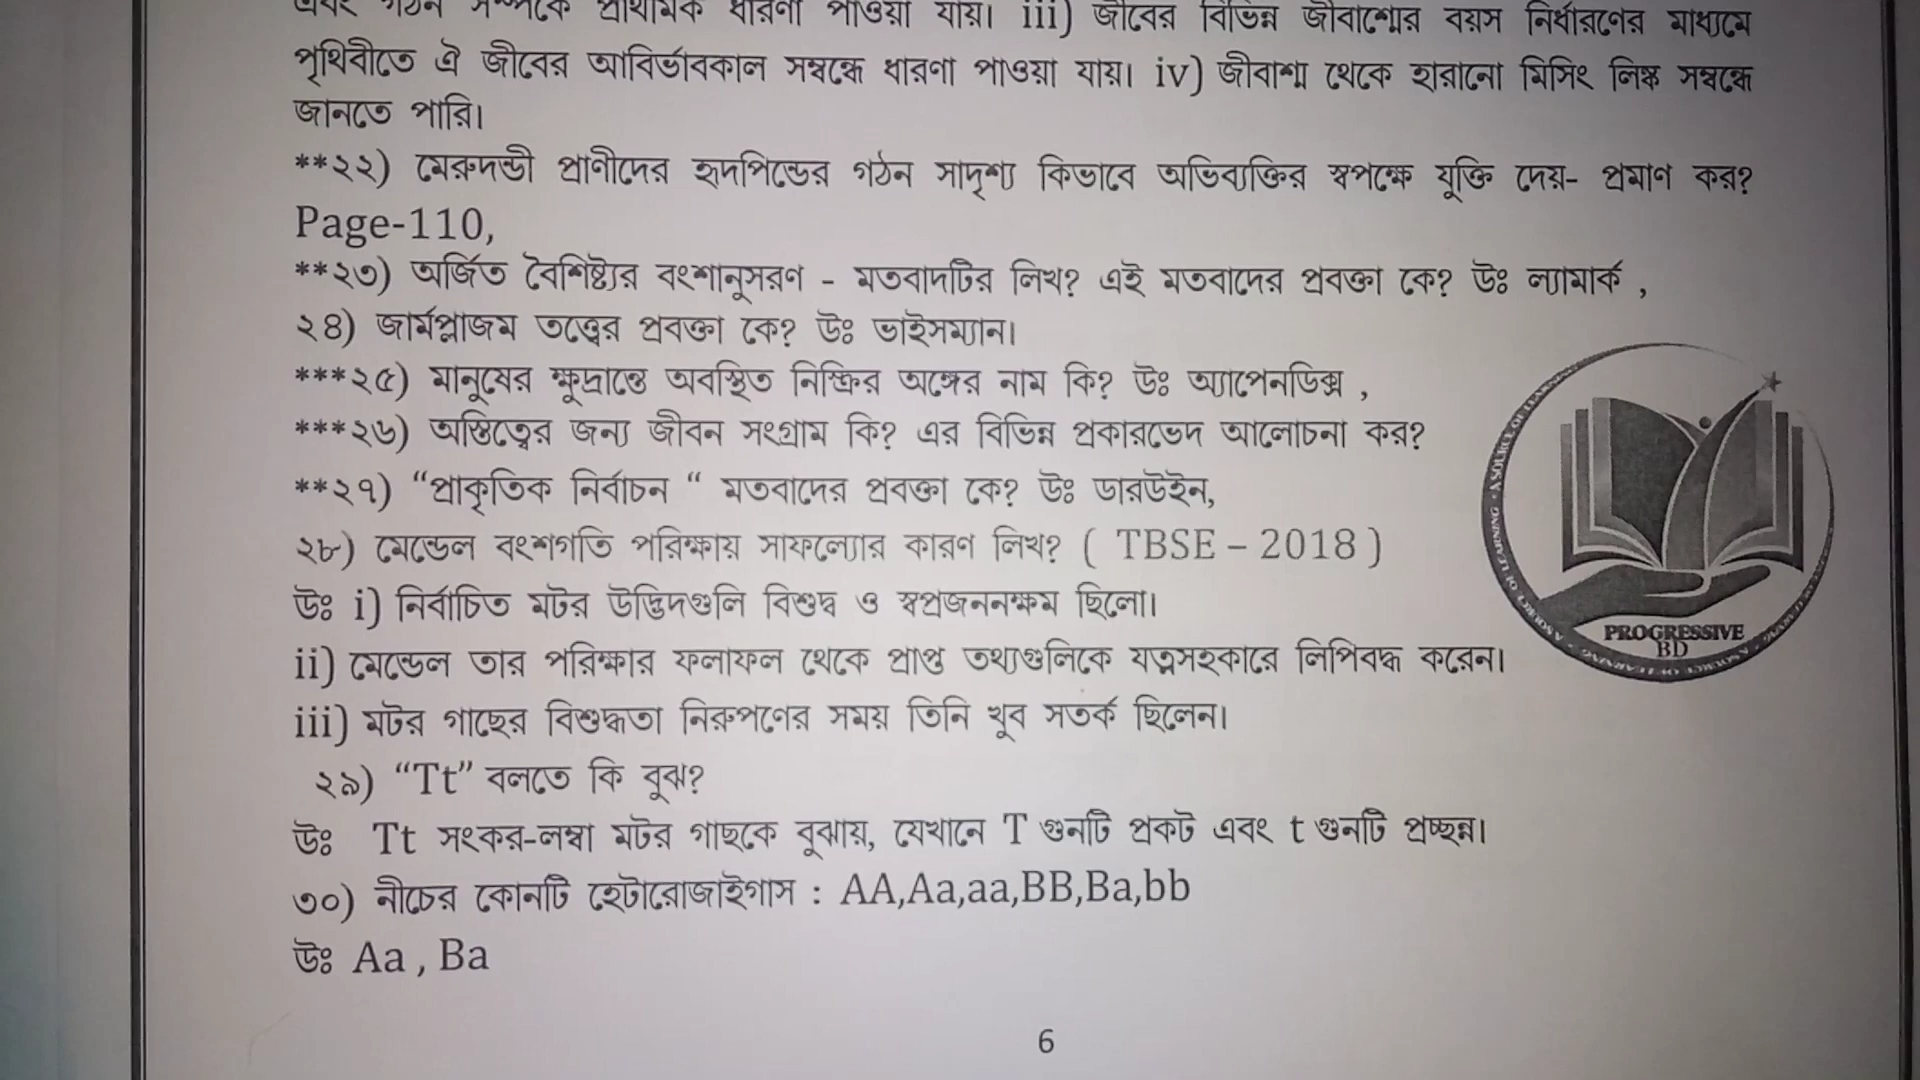 এবং গঠন সম্পর্কে প্রাথমিক ধারণা পাওয়া যায়। iii) জীবের বিভিন্ন জীবাশ্মের বয়স নির্ধারণের মাধ্যমে
পৃথিবীতে ঐ জীবের আবির্ভাবকাল সম্বন্ধে ধারণা পাওয়া যায়। iv) জীবাশ্ম থেকে হারানো মিসিং লিঙ্ক সম্বন্ধে
জানতে পারি।
**২২) মেরুদন্ডী প্রাণীদের হৃদপিন্ডের গঠন সাদৃশ্য কিভাবে অভিব্যক্তির স্বপক্ষে যুক্তি দেয়- প্রমাণ কর?
Page-110,
**২৩) অর্জিত বৈশিষ্ট্যের বংশানুসরণ - মতবাদটির লিখ? এই মতবাদের প্রবক্তা কে? উঃ ল্যামার্ক ,
২৪) জার্মপ্লাজম তত্ত্বের প্রবক্তা কে? উঃ ভাইসম্যান।
***২৫) মানুষের ক্ষুদ্রান্তে অবস্থিত নিস্ক্রির অঙ্গের নাম কি? উঃ অ্যাপেনডিক্স ,
***২৬) অস্তিত্বের জন্য জীবন সংগ্রাম কি? এর বিভিন্ন প্রকারভেদ আলোচনা কর?
**২৭) “প্রাকৃতিক নির্বাচন “ মতবাদের প্রবক্তা কে? উঃ ডারউইন,
২৮) মেন্ডেল বংশগতি পরিক্ষায় সাফল্যের কারণ লিখ? ( TBSE – 2018 )
উঃ i) নির্বাচিত মটর উদ্ভিদগুলি বিশুদ্ব ও স্বপ্রজননক্ষম ছিলো।
ii) মেন্ডেল তার পরিক্ষার ফলাফল থেকে প্রাপ্ত তথ্যগুলিকে যত্নসহকারে লিপিবদ্ধ করেন।
iii) মটর গাছের বিশুদ্ধতা নিরুপণের সময় তিনি খুব সতর্ক ছিলেন।
২৯) “Tt” বলতে কি বুঝ?
উঃ Tt সংকর-লম্বা মটর গাছকে বুঝায়, যেখানে T গুনটি প্রকট এবং t গুনটি প্রচ্ছন্ন।
৩০) নীচের কোনটি হেটারোজাইগাস : AA,Aa,aa,BB,Ba,bb
উঃ Aa , Ba
PROGRESSIVE
BD
6